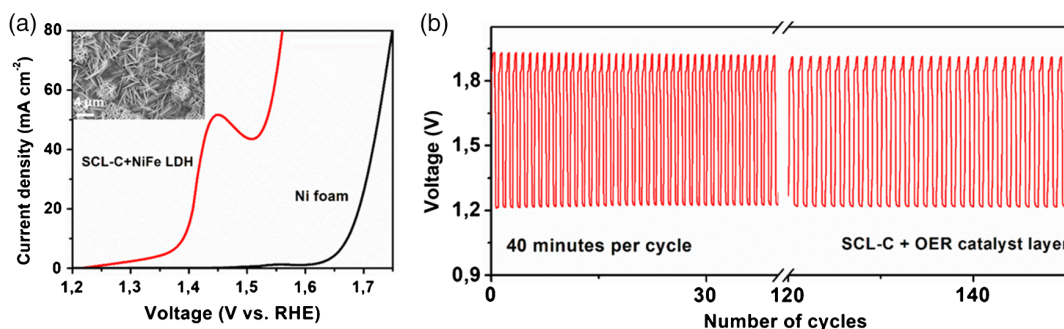 (a)
80
60
40
20
0
Current density (mA cm-2)
4 μm
SCL-C+NiFe LDH
Ni foam
1,2 1,3 1,4 1,5 1,6 1,7
Voltage (V vs. RHE)
(b)
1,8
1,5
1,2
0,9
Voltage (V)
40 minutes per cycle
SCL-C + OER catalyst layer
0 30 120 140
Number of cycles